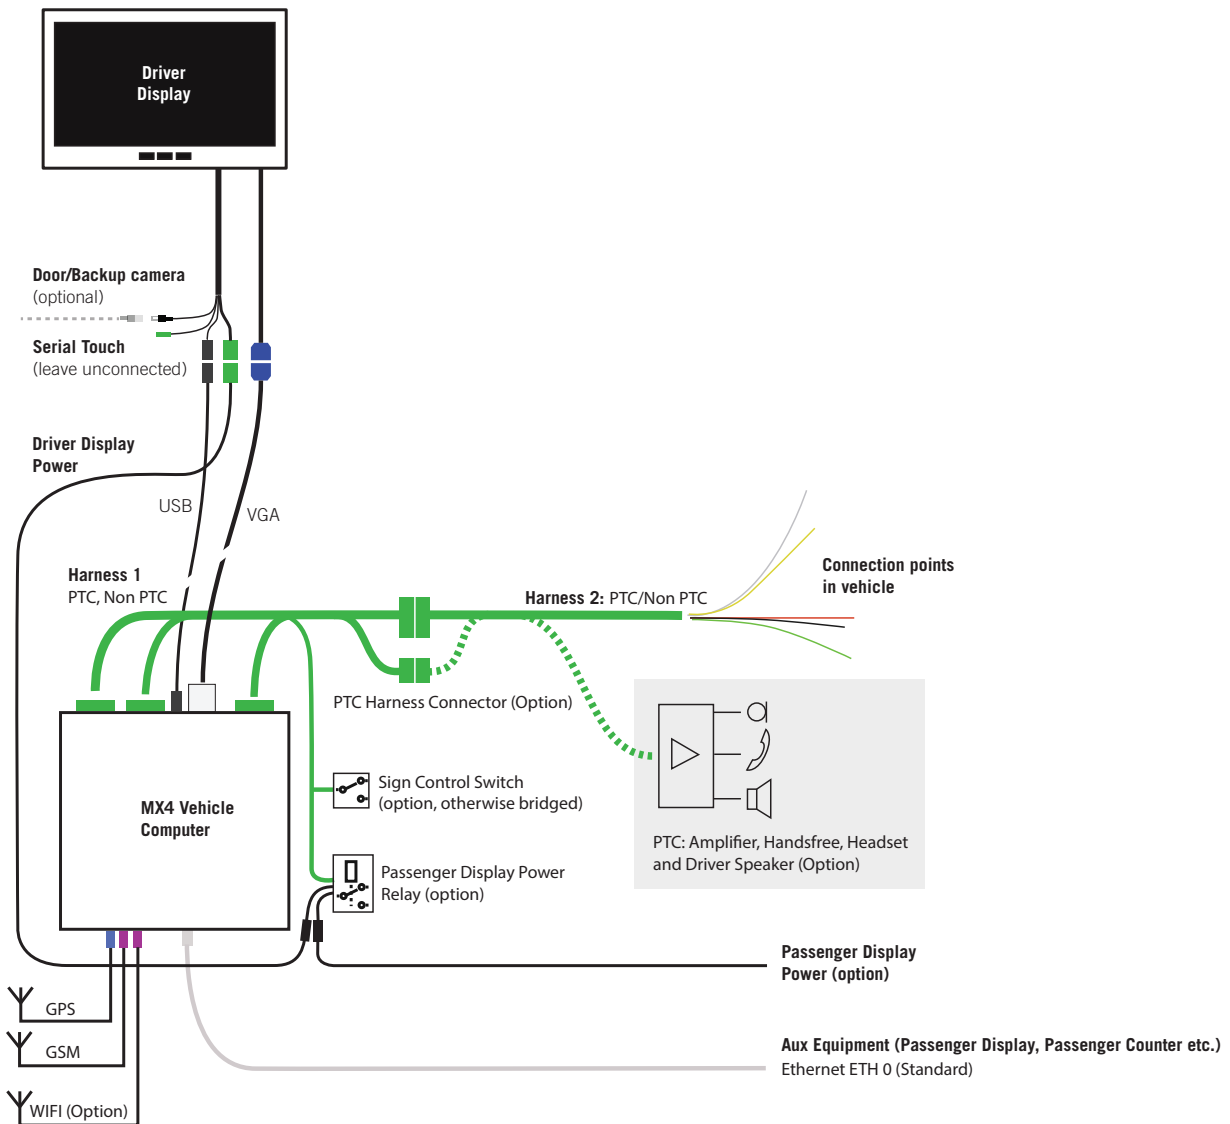 Driver
Display
Door/Backup camera
(optional)
Serial Touch
(leave unconnected)
Driver Display
Power
USB
VGA
Harness 1
PTC, Non PTC
Harness 2: PTC/Non PTC
Connection points
in vehicle
PTC Harness Connector (Option)
MX4 Vehicle
Computer
Sign Control Switch
(option, otherwise bridged)
PTC: Amplifier, Handsfree, Headset
and Driver Speaker (Option)
Passenger Display Power
Relay (option)
Passenger Display
Power (option)
GPS
GSM
WIFI (Option)
Aux Equipment (Passenger Display, Passenger Counter etc.)
Ethernet ETH 0 (Standard)